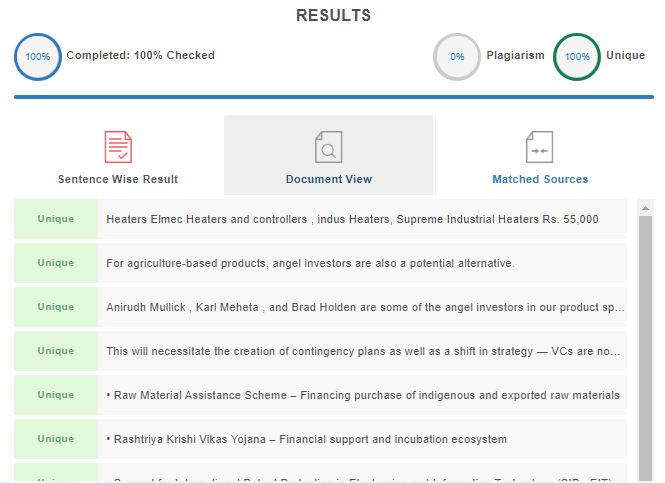 RESULTS
100% Completed: 100% Checked 0% Plagiarism 100% Unique
Sentence Wise Result Document View Matched Sources
Unique Heaters Elmec Heaters and controllers , indus Heaters, Supreme Industrial Heaters Rs. 55,000
Unique For agriculture-based products, angel investors are also a potential alternative.
Unique Anirudh Mullick , Karl Meheta , and Brad Holden are some of the angel investors in our product sp...
Unique This will necessitate the creation of contingency plans as well as a shift in strategy — VCs are no...
Unique • Raw Material Assistance Scheme – Financing purchase of indigenous and exported raw materials
Unique • Rashtriya Krishi Vikas Yojana – Financial support and incubation ecosystem